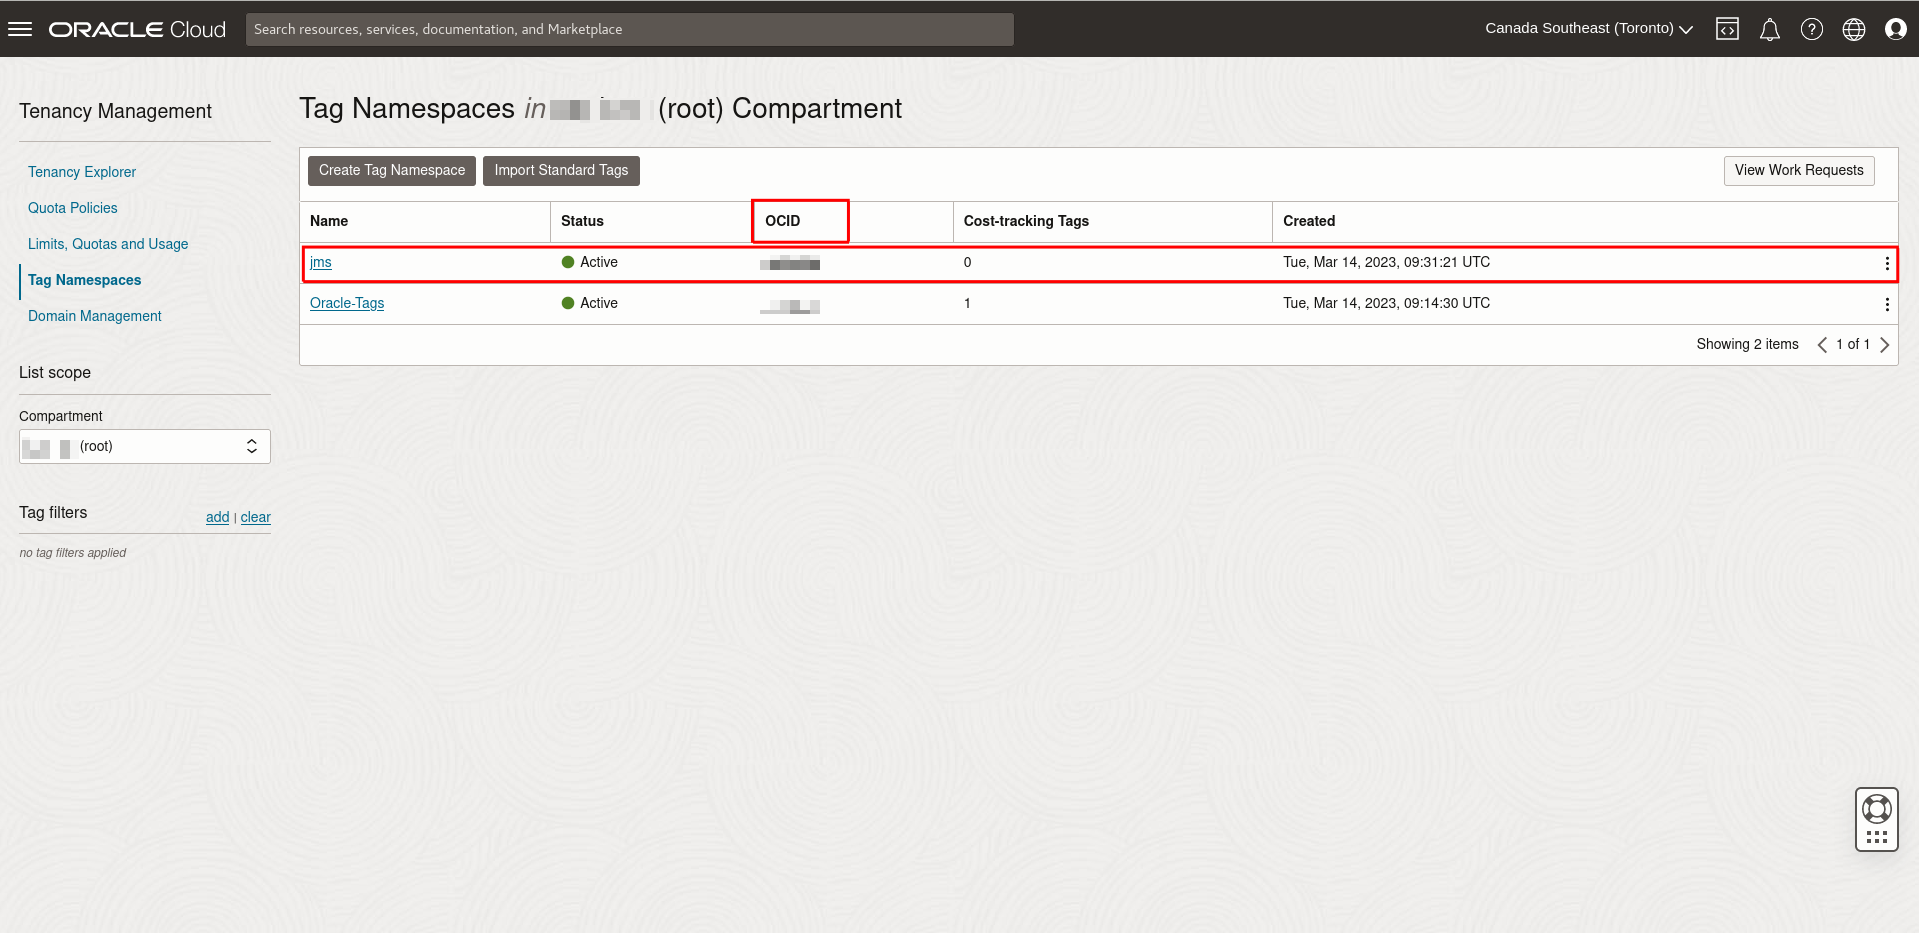 ORACLE Cloud
Search resources, services, documentation, and Marketplace
Canada Southeast (Toronto)
Tenancy Management
Tenancy Explorer
Quota Policies
Limits, Quotas and Usage
Tag Namespaces
Domain Management
List scope
Compartment
(root)
Tag filters
add | clear
no tag filters applied
Tag Namespaces in (root) Compartment
Create Tag Namespace Import Standard Tags View Work Requests
Name Status OCID Cost-tracking Tags Created
jms Active 0 Tue, Mar 14, 2023, 09:31:21 UTC
Oracle-Tags Active 1 Tue, Mar 14, 2023, 09:14:30 UTC
Showing 2 items 1 of 1